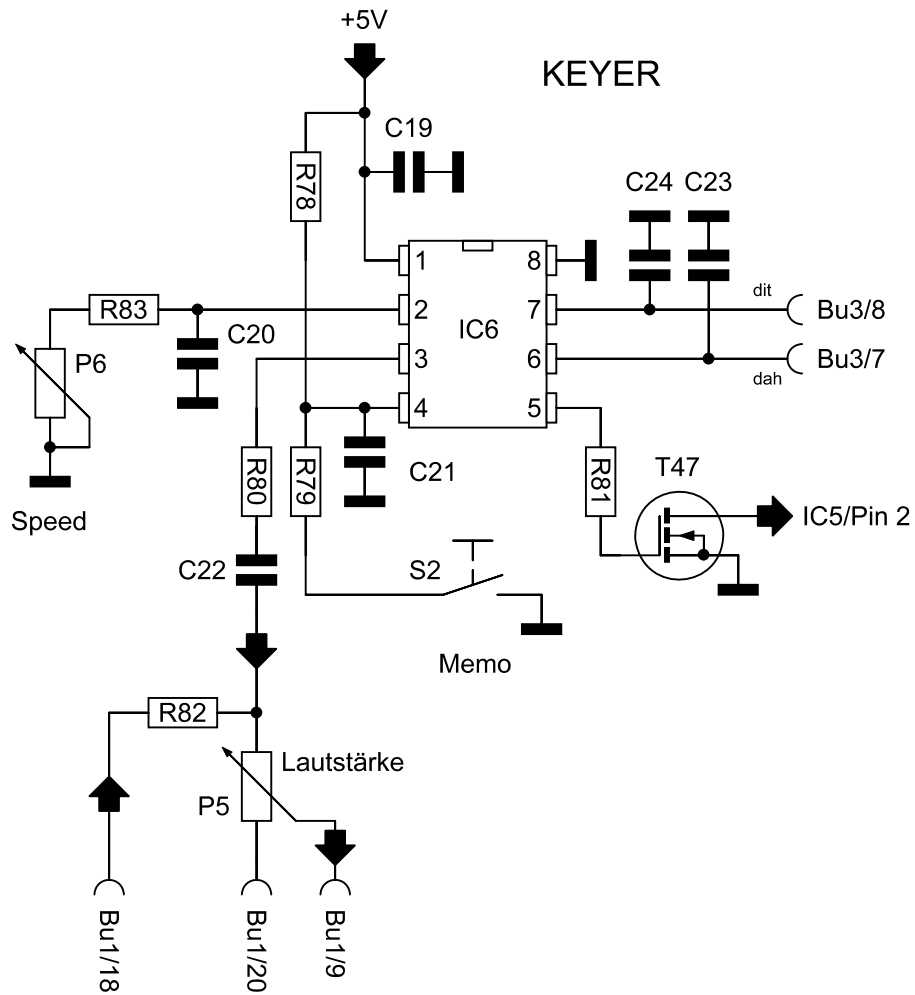 +5V
KEYER
C19
R78
C24
C23
1
8
dit
R83
2
7
Bu3/8
C20
IC6
P6
3
6
Bu3/7
dah
4
5
R80
R79
C21
R81
T47
Speed
IC5/Pin 2
C22
S2
Memo
R82
Lautstärke
P5
Bu1/18
Bu1/20
Bu1/9